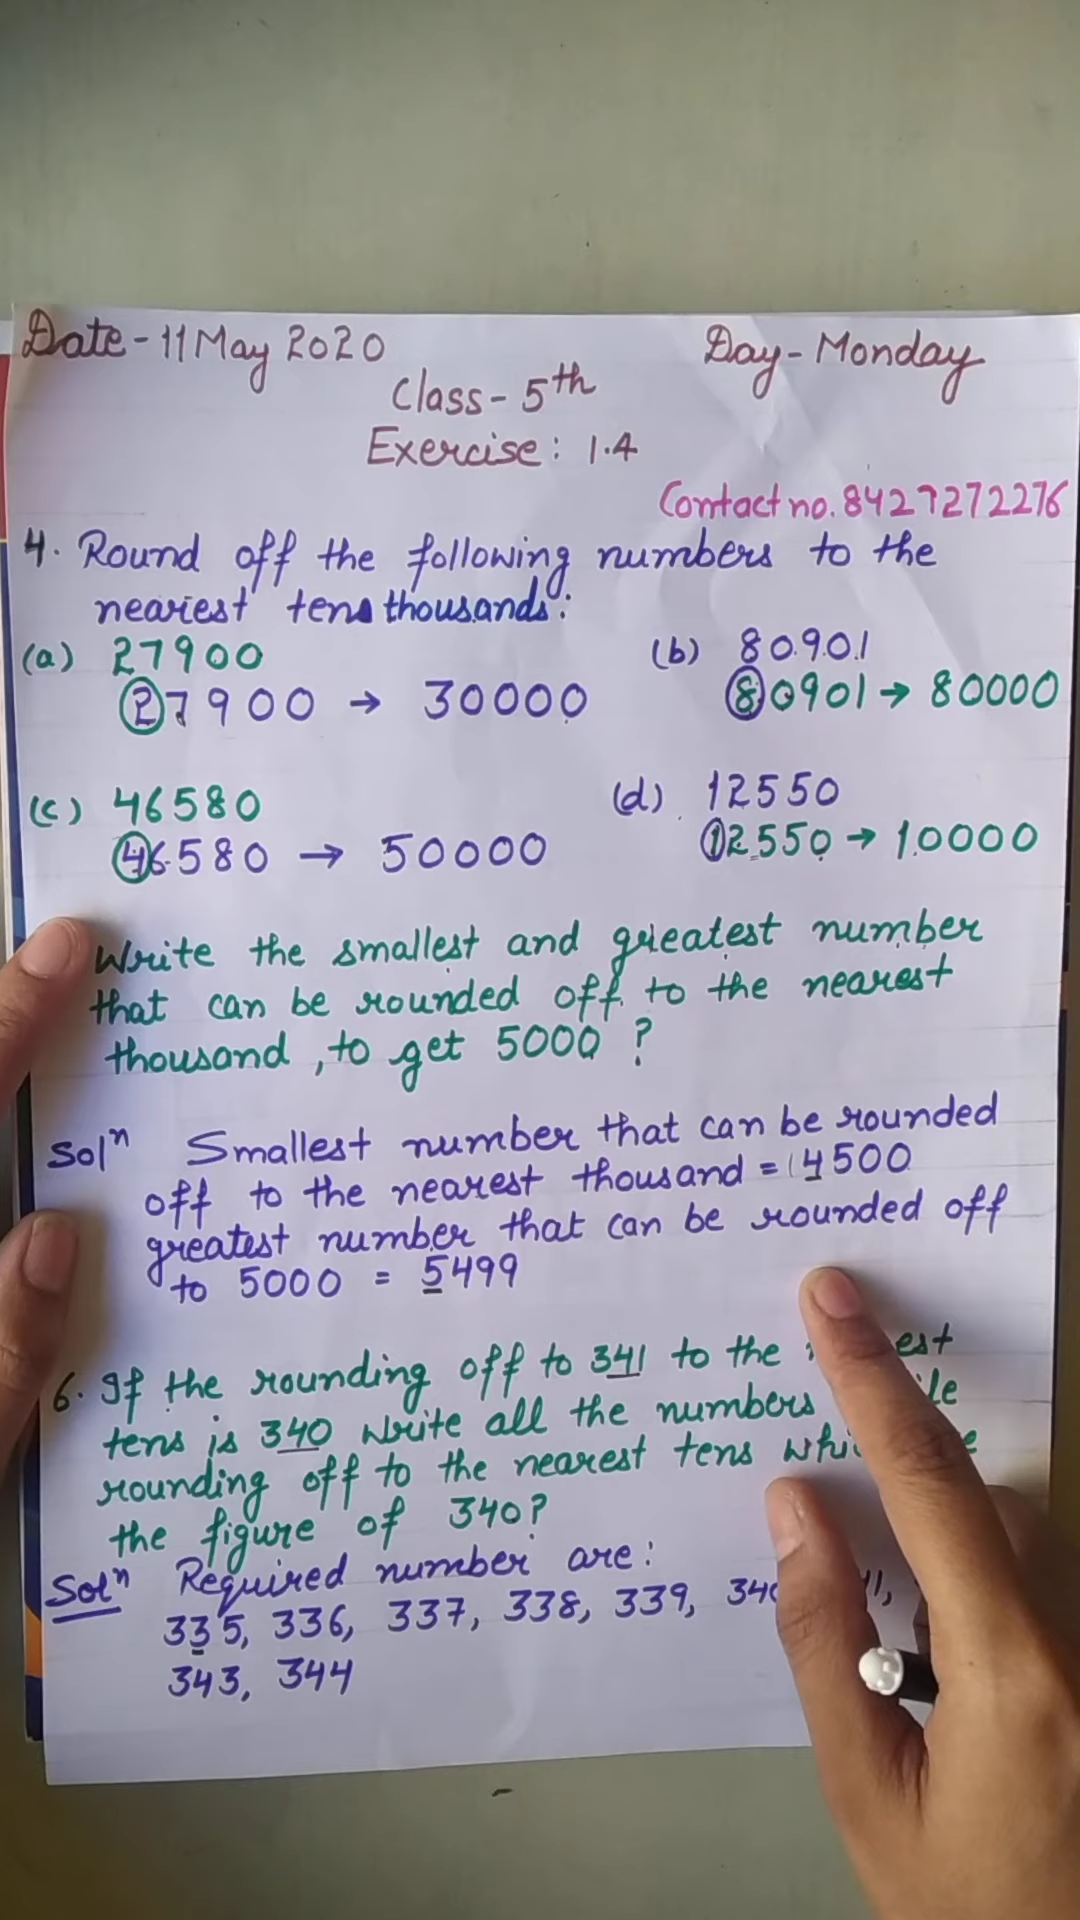 Date - 11 May 2020 Day - Monday
Class - 5th
Exercise: 1.4
Contact no. 8427272276
4. Round off the following numbers to the
nearest tens thousands:
(a) 27900 (b) 80901
27900 → 30000 80901 → 80000
(c) 46580 (d) 12550
46580 → 50000 12550 → 10000
Write the smallest and greatest number
that can be rounded off to the nearest
thousand, to get 5000 ?
Solⁿ Smallest number that can be rounded
off to the nearest thousand = 4500
greatest number that can be rounded off
to 5000 = 5499
6. If the rounding off to 341 to the
tens is 340 write all the numbers
rounding off to the nearest tens
the figure of 340?
Solⁿ Required number are:
335, 336, 337, 338, 339,
343, 344